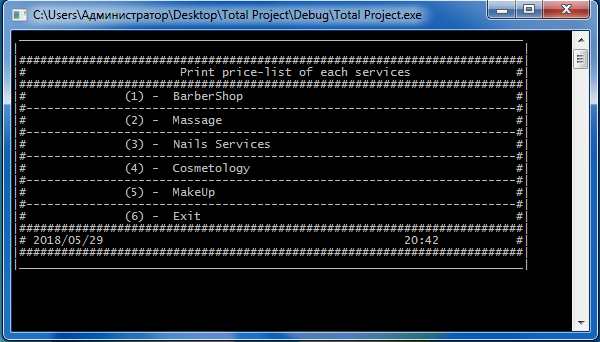 C:\Users\Администратор\Desktop\Total Project\Debug\Total Project.exe
Print price-list of each services
(1) - BarberShop
(2) - Massage
(3) - Nails Services
(4) - Cosmetology
(5) - MakeUp
(6) - Exit
2018/05/29 20:42